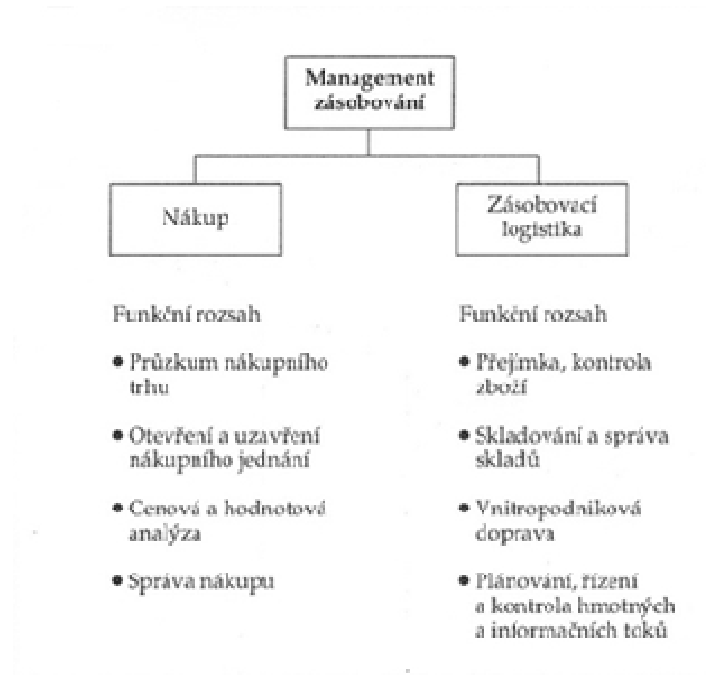 Management
zásobování
Nákup
Zásobovací
logistika
Funkční rozsah
● Průzkum nákupního
trhu
● Otevření a uzavření
nákupního jednání
● Cenová a hodnotová
analýza
● Správa nákupu
Funkční rozsah
● Přejímka, kontrola
zboží
● Skladování a správa
skladů
● Vnitropodniková
doprava
● Plánování, řízení
a kontrola hmotných
a informačních toků